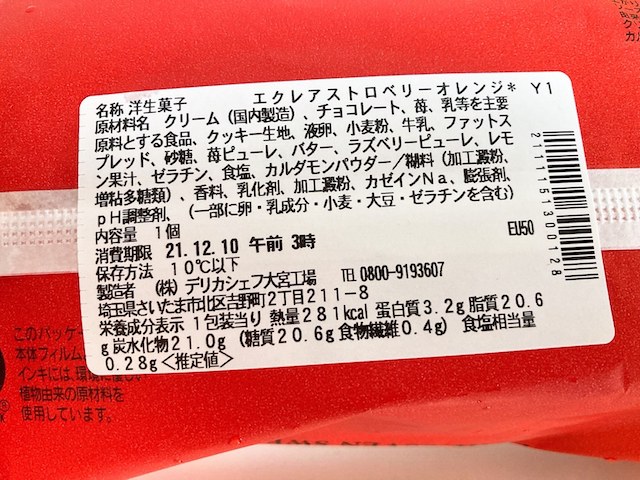 名称 洋生菓子 エクレアストロベリーオレンジ* Y1
原材料名 クリーム(国内製造)、チョコレート、苺、乳等を主要
原料とする食品、クッキー生地、液卵、小麦粉、牛乳、ファットス
プレッド、砂糖、苺ピューレ、バター、ラズベリーピューレ、レモ
ン果汁、ゼラチン、食塩、カルダモンパウダー/糊料(加工澱粉、
増粘多糖類)、香料、乳化剤、加工澱粉、カゼインNa、膨張剤、
pH調整剤、(一部に卵・乳成分・小麦・大豆・ゼラチンを含む)
内容量 1個
EU50
消費期限 21.12.10 午前 3時
保存方法 10℃以下
製造者 (株)デリカシェフ大宮工場 TEL 0800-9193607
埼玉県さいたま市北区吉野町2丁目211-8
栄養成分表示 1包装当り 熱量281kcal 蛋白質3.2g 脂質20.6
g 炭水化物21.0g (糖質20.6g 食物繊維0.4g) 食塩相当量
0.28g<推定値>
2111151300128
このパッケー
本体フィルム
インキには、環境に優し
植物由来の原材料を
使用しています。